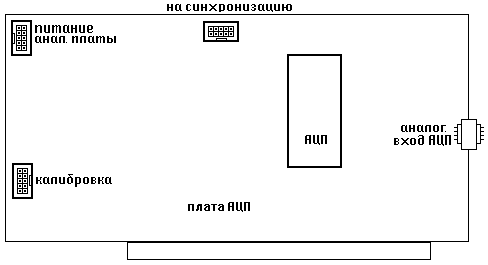 на синхронизацию
питание
анал. платы
АЦП
аналог.
вход АЦП
калибровка
плата АЦП